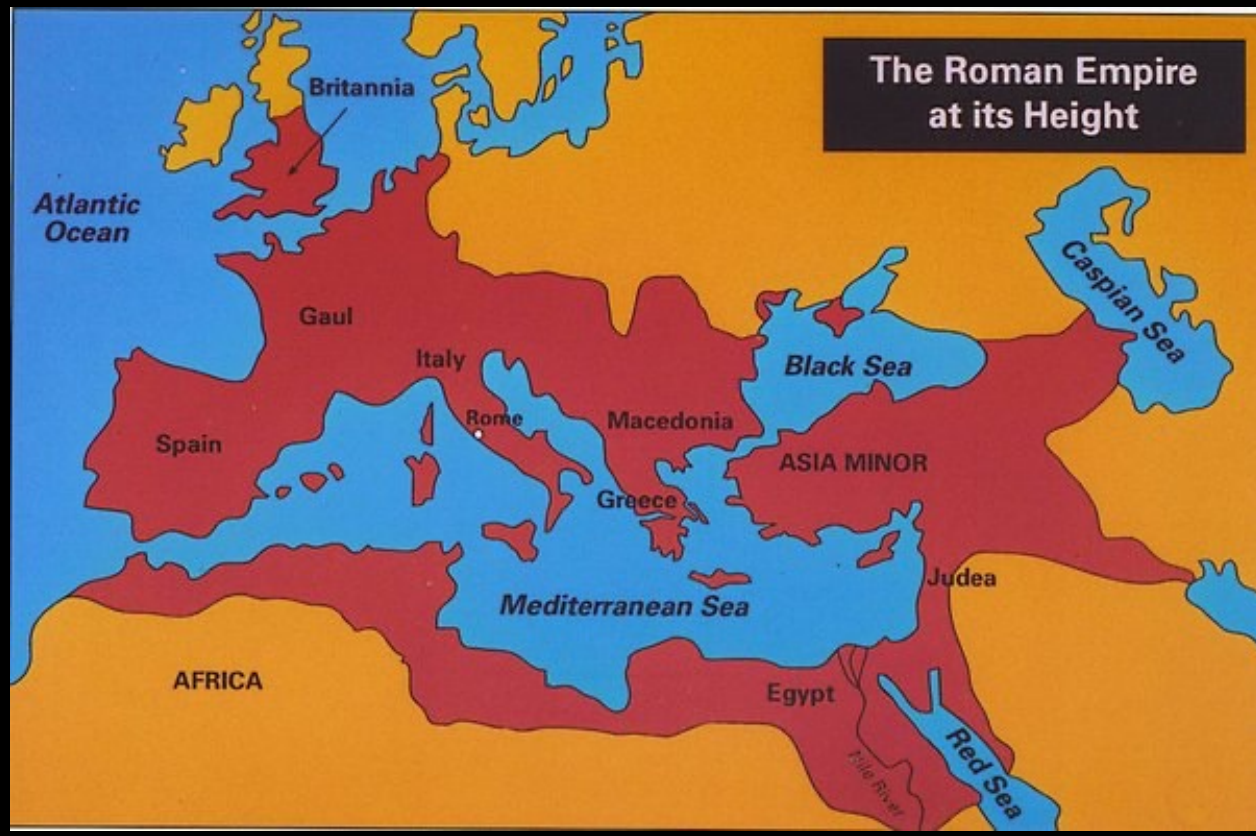 The Roman Empire
at its Height
Britannia
Atlantic
Ocean
Caspian Sea
Gaul
Italy
Black Sea
Rome
Macedonia
Spain
ASIA MINOR
Greece
Judea
Mediterranean Sea
AFRICA
Egypt
Nile River
Red Sea